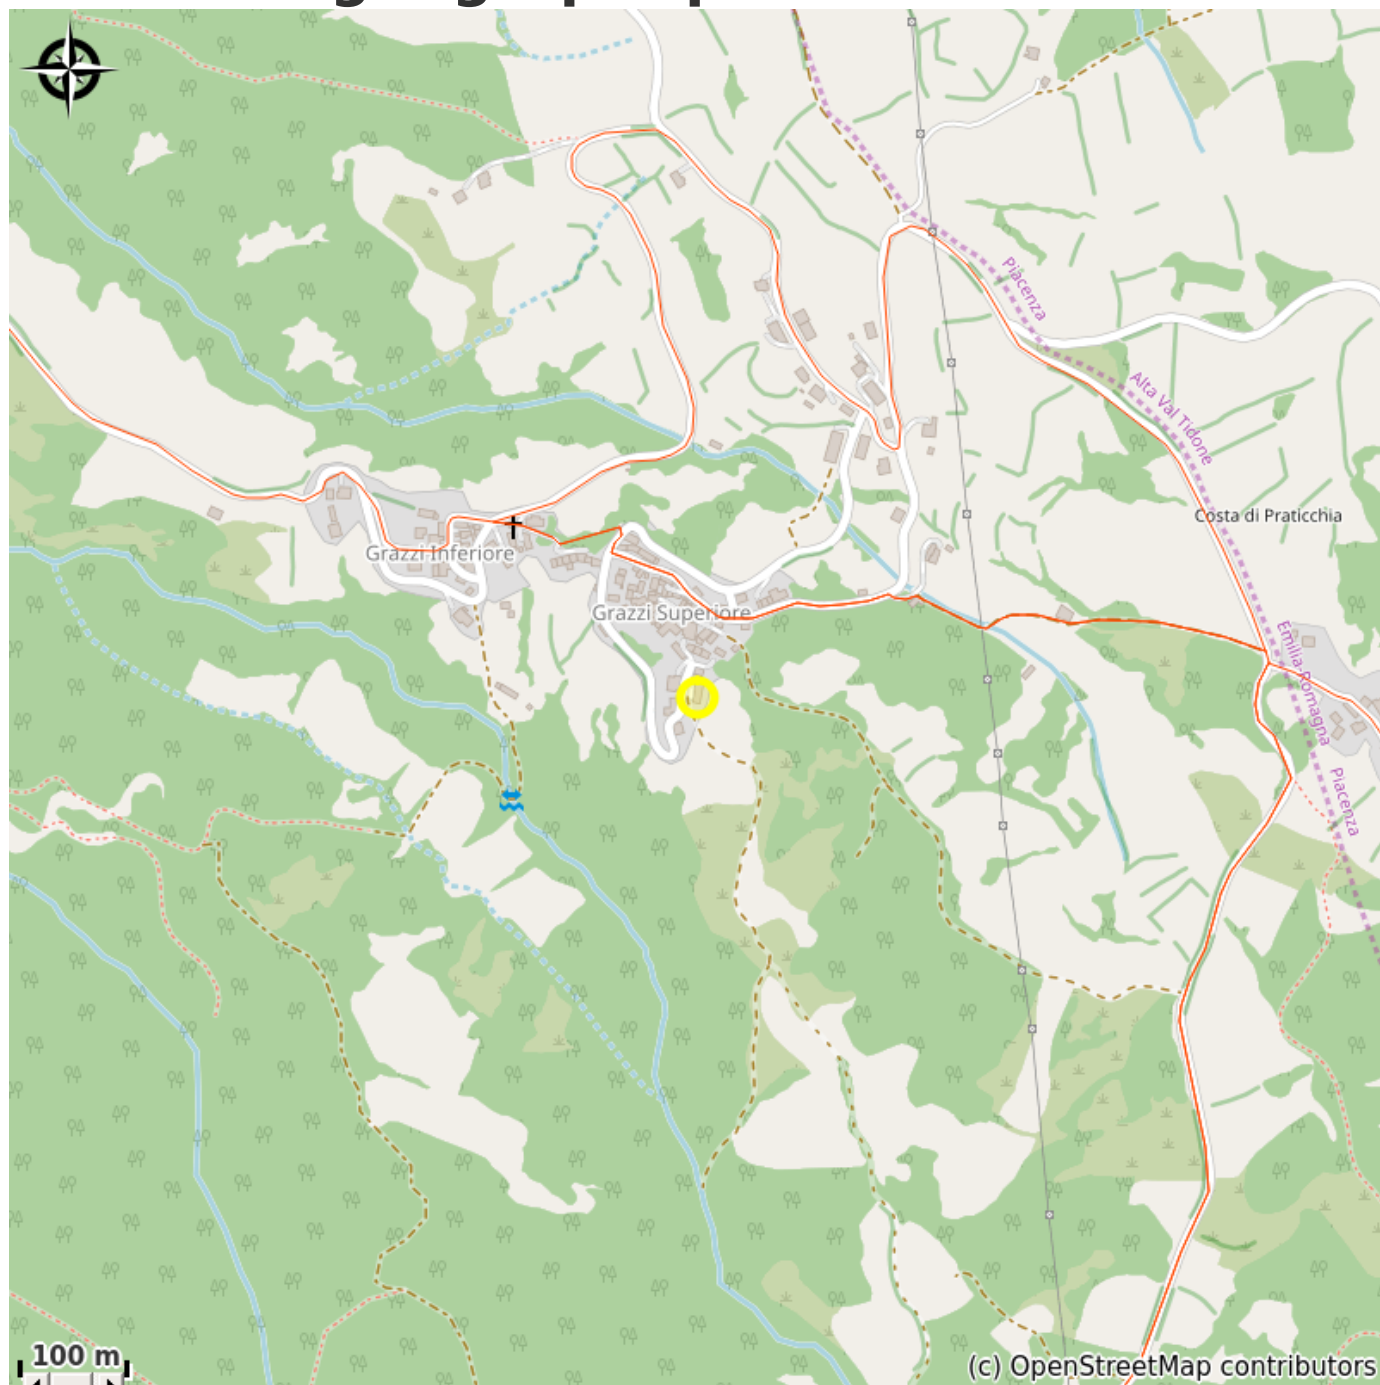 Piacenza
Alta Val Tidone
Costa di Praticchia
Grazzi Inferiore
Grazzi Superiore
Emilia-Romagna
Piacenza
100 m
(c) OpenStreetMap contributors